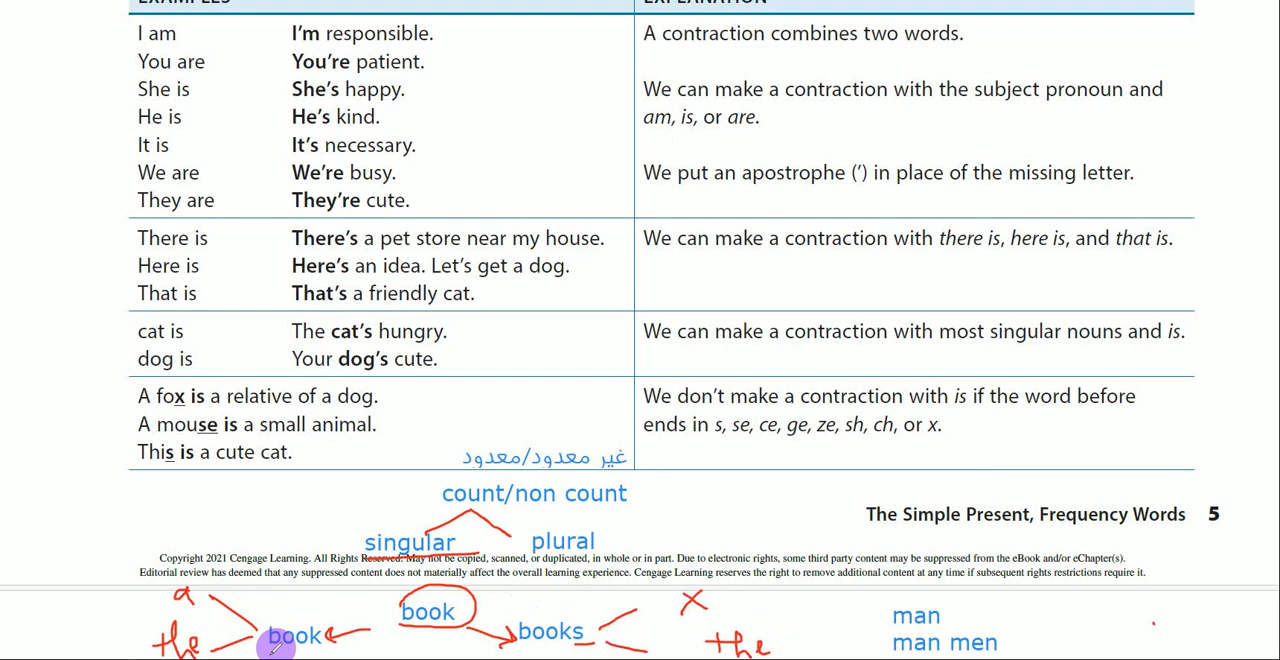 EXAMPLES EXPLANATION
I am I'm responsible. A contraction combines two words.
You are You're patient.
She is She's happy. We can make a contraction with the subject pronoun and
He is He's kind. am, is, or are.
It is It's necessary.
We are We're busy. We put an apostrophe (') in place of the missing letter.
They are They're cute.
There is There's a pet store near my house. We can make a contraction with there is, here is, and that is.
Here is Here's an idea. Let's get a dog.
That is That's a friendly cat.
cat is The cat's hungry. We can make a contraction with most singular nouns and is.
dog is Your dog's cute.
A fox is a relative of a dog. We don't make a contraction with is if the word before
A mouse is a small animal. ends in s, se, ce, ge, ze, sh, ch, or x.
This is a cute cat.
غير معدود/معدود
count/non count
The Simple Present, Frequency Words 5
singular plural
Copyright 2021 Cengage Learning. All Rights Reserved. May not be copied, scanned, or duplicated, in whole or in part. Due to electronic rights, some third party content may be suppressed from the eBook and/or eChapter(s).
Editorial review has deemed that any suppressed content does not materially affect the overall learning experience. Cengage Learning reserves the right to remove additional content at any time if subsequent rights restrictions require it.
a book x man
the book books the man men